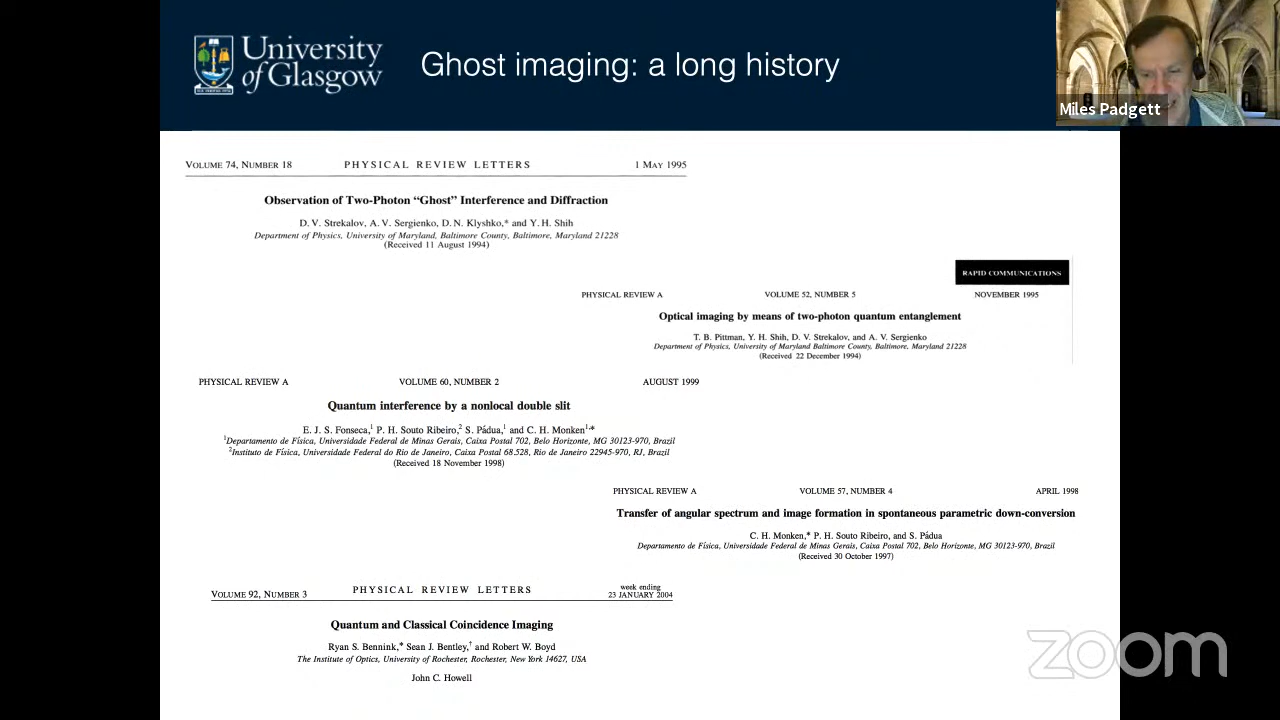 University
of Glasgow
Ghost imaging: a long history
Miles Padgett
VOLUME 74, NUMBER 18 PHYSICAL REVIEW LETTERS 1 MAY 1995
Observation of Two-Photon “Ghost” Interference and Diffraction
D. V. Strekalov, A. V. Sergienko, D. N. Klyshko,* and Y. H. Shih
Department of Physics, University of Maryland, Baltimore County, Baltimore, Maryland 21228
(Received 11 August 1994)
RAPID COMMUNICATIONS
PHYSICAL REVIEW A VOLUME 52, NUMBER 5 NOVEMBER 1995
Optical imaging by means of two-photon quantum entanglement
T. B. Pittman, Y. H. Shih, D. V. Strekalov, and A. V. Sergienko
Department of Physics, University of Maryland Baltimore County, Baltimore, Maryland 21228
(Received 22 December 1994)
PHYSICAL REVIEW A VOLUME 60, NUMBER 2 AUGUST 1999
Quantum interference by a nonlocal double slit
E. J. S. Fonseca,1 P. H. Souto Ribeiro,2 S. Pádua,1 and C. H. Monken1,*
1Departamento de Física, Universidade Federal de Minas Gerais, Caixa Postal 702, Belo Horizonte, MG 30123-970, Brazil
2Instituto de Física, Universidade Federal do Rio de Janeiro, Caixa Postal 68.528, Rio de Janeiro 22945-970, RJ, Brazil
(Received 18 November 1998)
PHYSICAL REVIEW A VOLUME 57, NUMBER 4 APRIL 1998
Transfer of angular spectrum and image formation in spontaneous parametric down-conversion
C. H. Monken,* P. H. Souto Ribeiro, and S. Pádua
Departamento de Física, Universidade Federal de Minas Gerais, Caixa Postal 702, Belo Horizonte, MG 30123-970, Brazil
(Received 30 October 1997)
VOLUME 92, NUMBER 3 PHYSICAL REVIEW LETTERS week ending
23 JANUARY 2004
Quantum and Classical Coincidence Imaging
Ryan S. Bennink,* Sean J. Bentley,† and Robert W. Boyd
The Institute of Optics, University of Rochester, Rochester, New York 14627, USA
John C. Howell
zoom